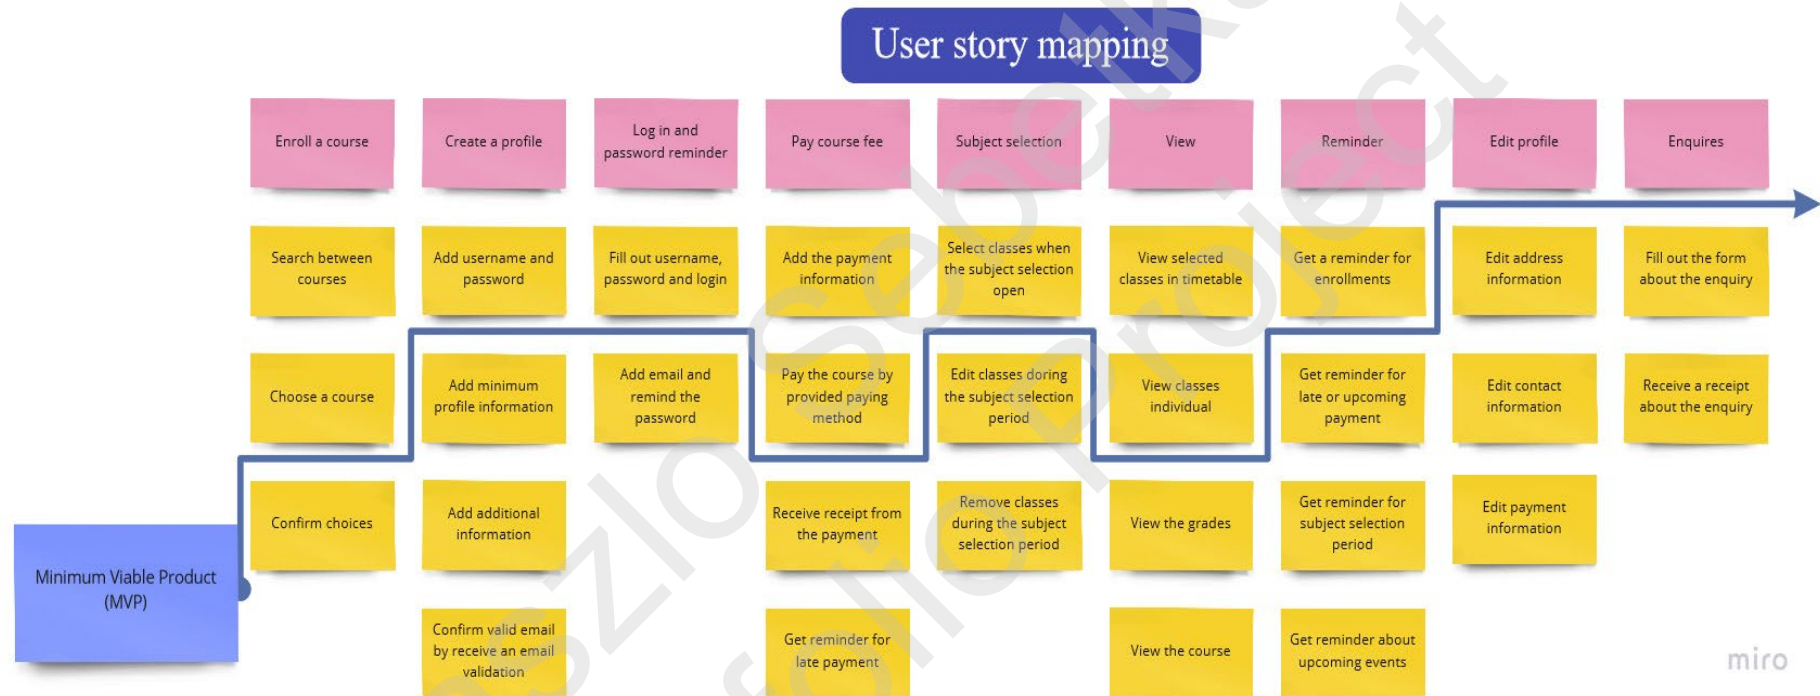 User story mapping
Enroll a course
Create a profile
Log in and
password reminder
Pay course fee
Subject selection
View
Reminder
Edit profile
Enquires
Search between
courses
Add username and
password
Fill out username,
password and login
Add the payment
information
Select classes when
the subject selection
open
View selected
classes in timetable
Get a reminder for
enrollments
Edit address
information
Fill out the form
about the enquiry
Choose a course
Add minimum
profile information
Add email and
remind the
password
Pay the course by
provided paying
method
Edit classes during
the subject selection
period
View classes
individual
Get reminder for
late or upcoming
payment
Edit contact
information
Receive a receipt
about the enquiry
Confirm choices
Add additional
information
Receive receipt from
the payment
Remove classes
during the subject
selection period
View the grades
Get reminder for
subject selection
period
Edit payment
information
Minimum Viable Product
(MVP)
Confirm valid email
by receive an email
validation
Get reminder for
late payment
View the course
Get reminder about
upcoming events
miro
Project